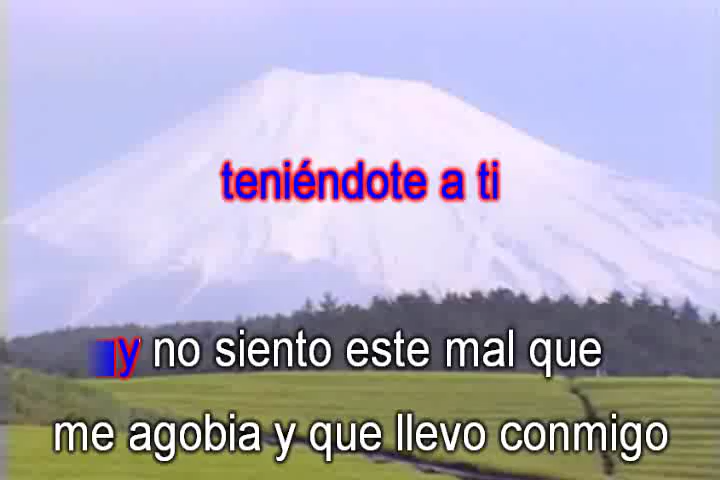 teniéndote a ti
y no siento este mal que
me agobia y que llevo conmigo